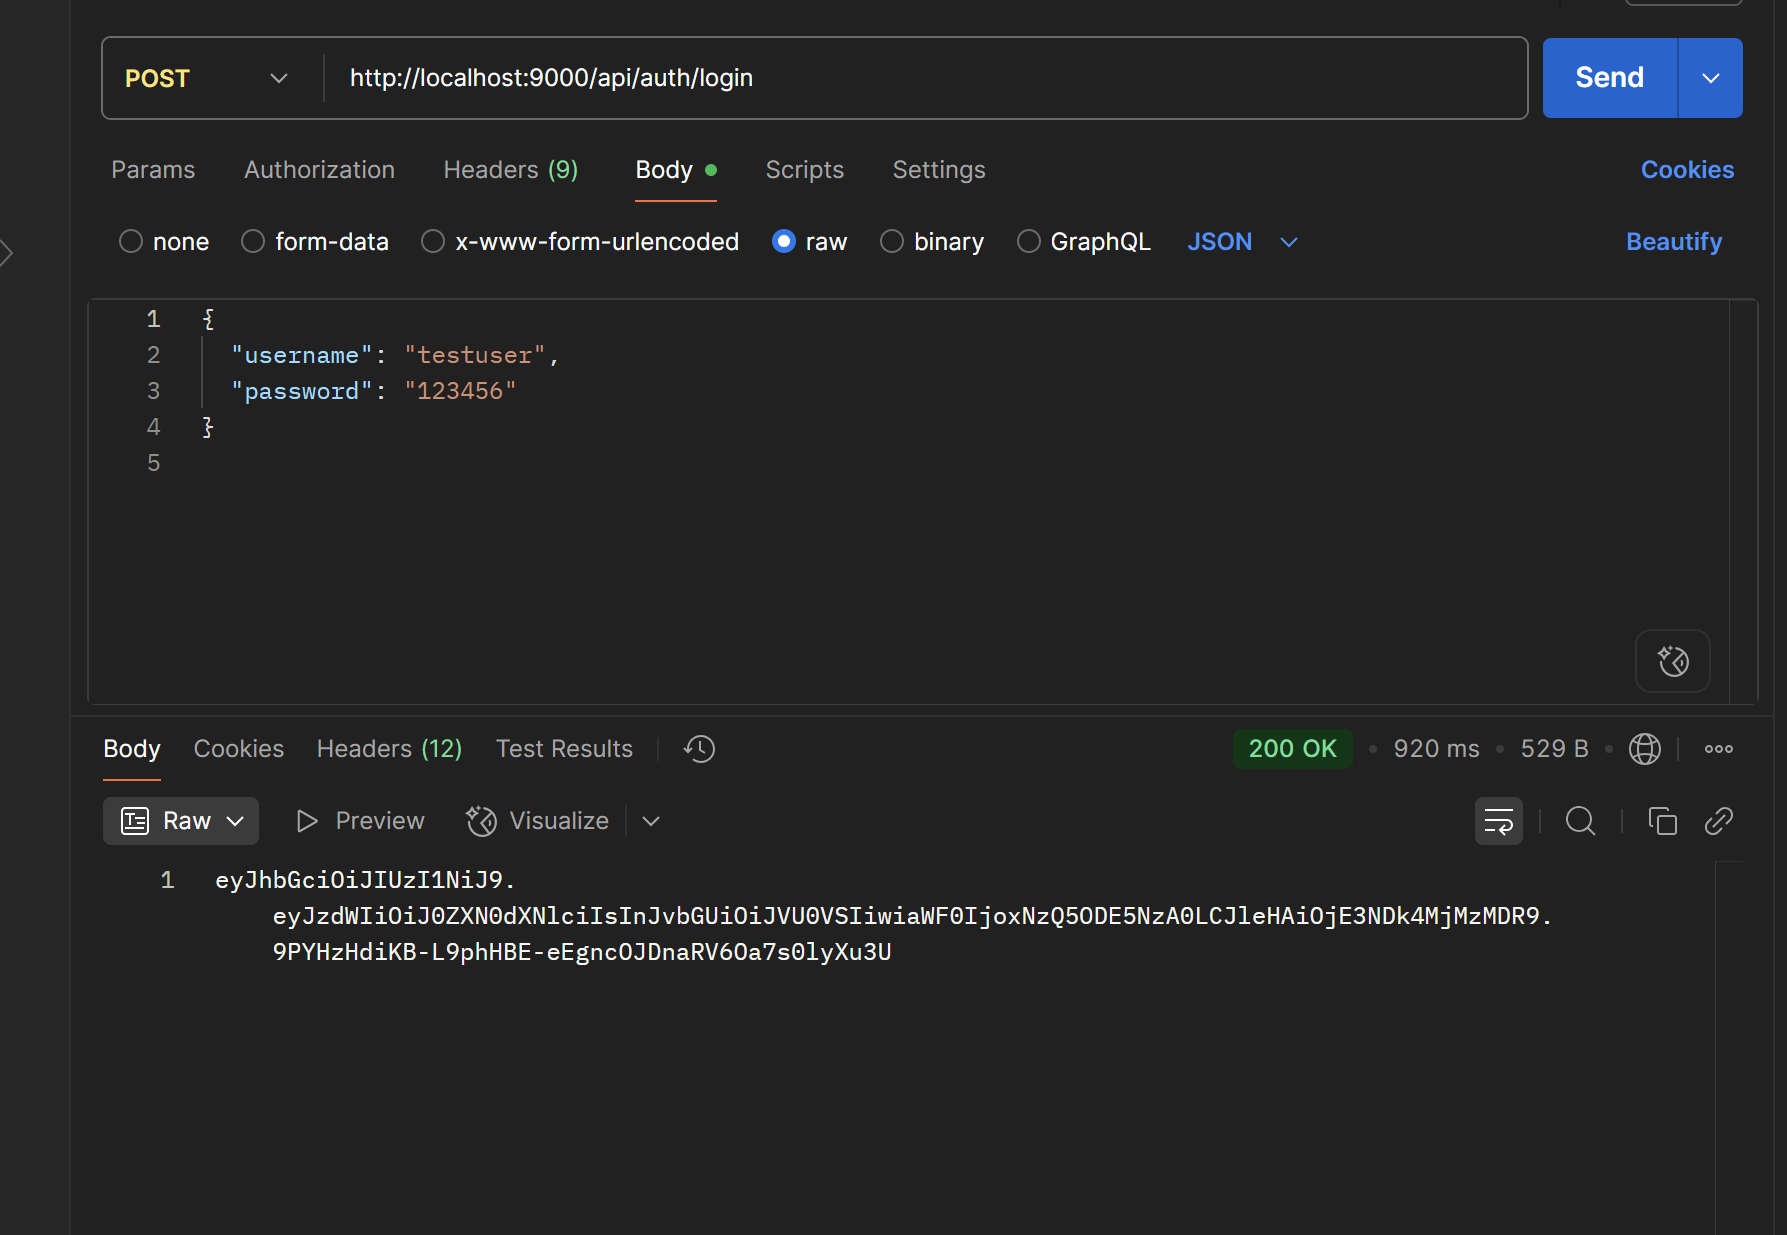 POST http://localhost:9000/api/auth/login Send
Params Authorization Headers (9) Body Scripts Settings Cookies
none form-data x-www-form-urlencoded raw binary GraphQL JSON Beautify
1 {
2 "username": "testuser",
3 "password": "123456"
4 }
5
Body Cookies Headers (12) Test Results 200 OK • 920 ms • 529 B •
Raw Preview Visualize
1 eyJhbGciOiJIUzI1NiJ9.
eyJzdWIiOiJ0ZXN0dXNlciIsInJvbGUiOiJVU0VSIiwiaWF0IjoxNzQ5ODE5NzA0LCJleHAiOjE3NDk4MjMzMDR9.
9PYHzHdiKB-L9phHBE-eEgncOJDnaRV6Oa7s0lyXu3U